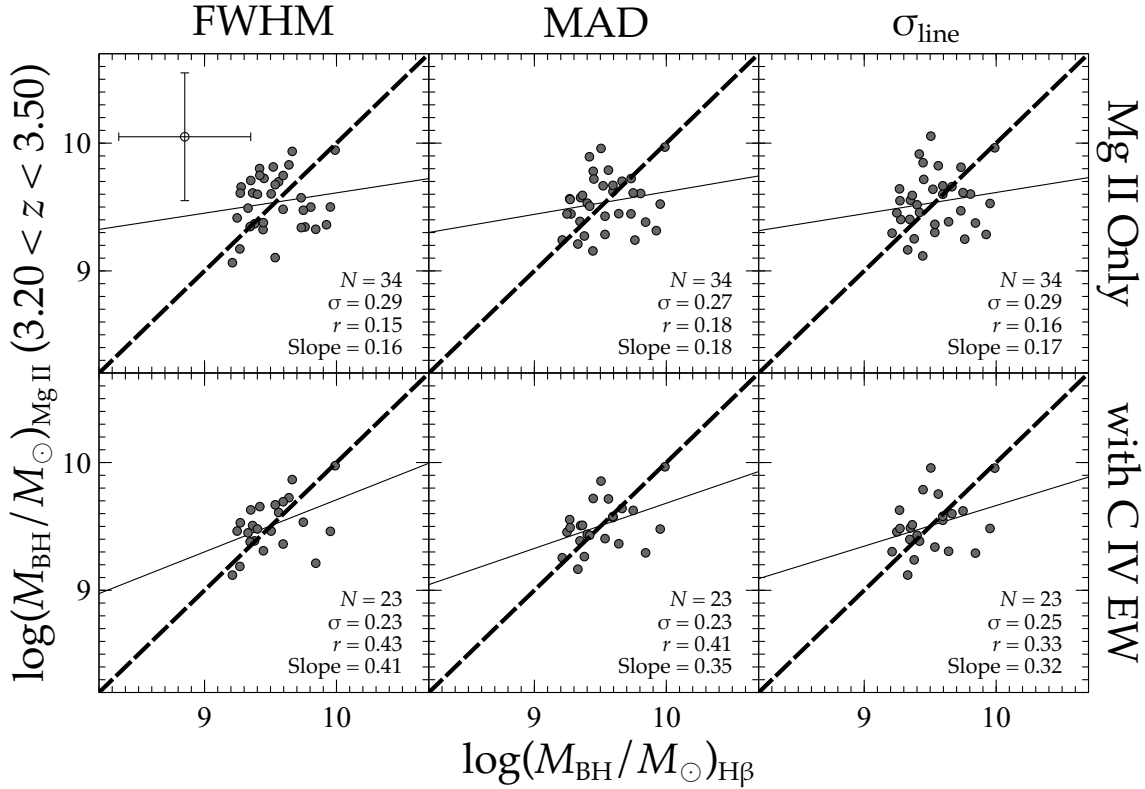 FWHM
MAD
σline
log(MBH/M⊙)Mg II (3.20 < z < 3.50)
10
9
N = 34
σ = 0.29
r = 0.15
Slope = 0.16
N = 34
σ = 0.27
r = 0.18
Slope = 0.18
N = 34
σ = 0.29
r = 0.16
Slope = 0.17
Mg II Only
10
9
N = 23
σ = 0.23
r = 0.43
Slope = 0.41
N = 23
σ = 0.23
r = 0.41
Slope = 0.35
N = 23
σ = 0.25
r = 0.33
Slope = 0.32
with C IV EW
9 10 9 10 9 10
log(MBH/M⊙)Hβ